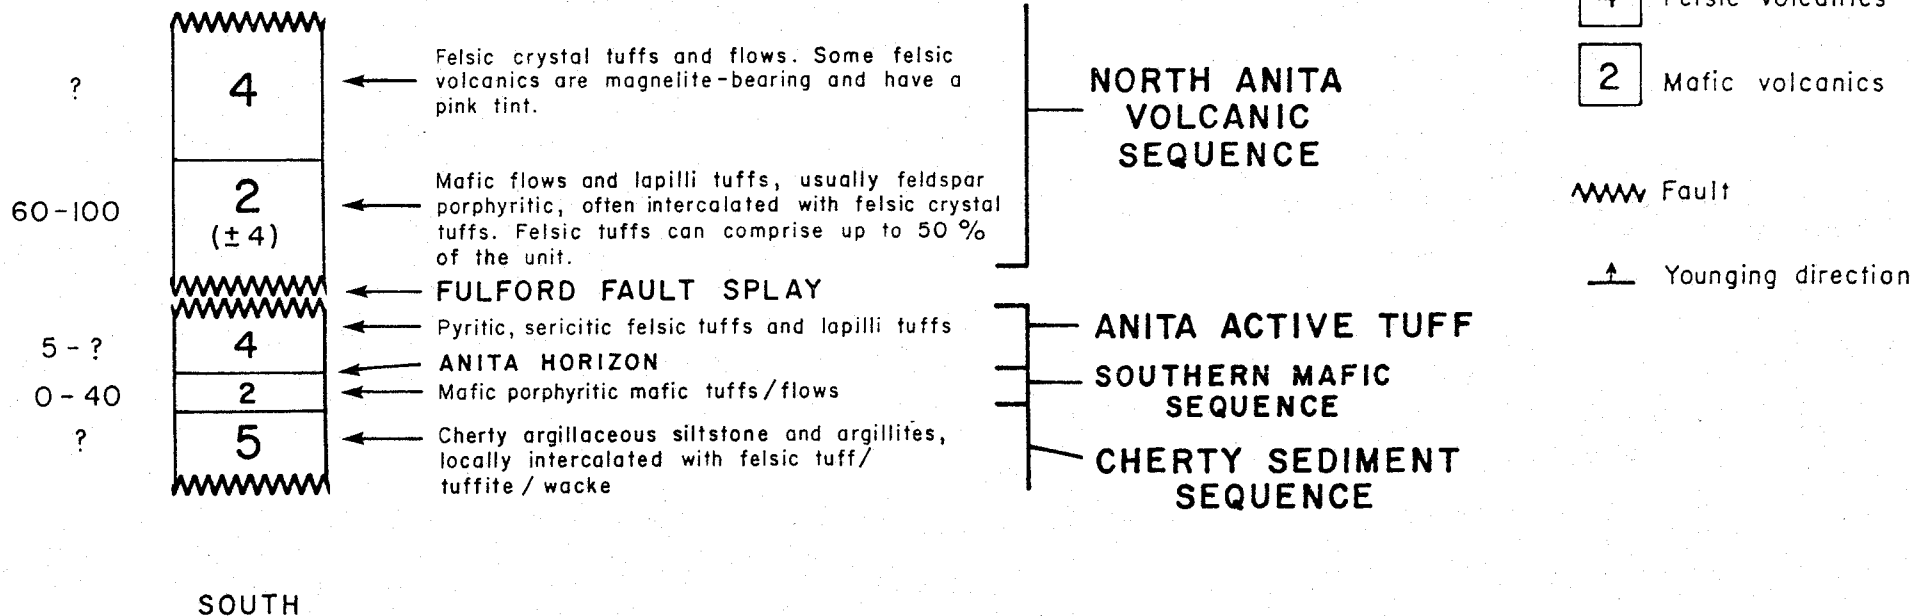 ?
4
Felsic crystal tuffs and flows. Some felsic
volcanics are magnelite-bearing and have a
pink tint.
60-100
2
(± 4)
Mafic flows and lapilli tuffs, usually feldspar
porphyritic, often intercalated with felsic crystal
tuffs. Felsic tuffs can comprise up to 50 %
of the unit.
NORTH ANITA
VOLCANIC
SEQUENCE
FULFORD FAULT SPLAY
5 - ?
4
Pyritic, sericitic felsic tuffs and lapilli tuffs
ANITA ACTIVE TUFF
ANITA HORIZON
0 - 40
2
Mafic porphyritic mafic tuffs/flows
SOUTHERN MAFIC
SEQUENCE
?
5
Cherty argillaceous siltstone and argillites,
locally intercalated with felsic tuff/
tuffite / wacke
CHERTY SEDIMENT
SEQUENCE
SOUTH
4 Felsic volcanics
2 Mafic volcanics
Fault
Younging direction